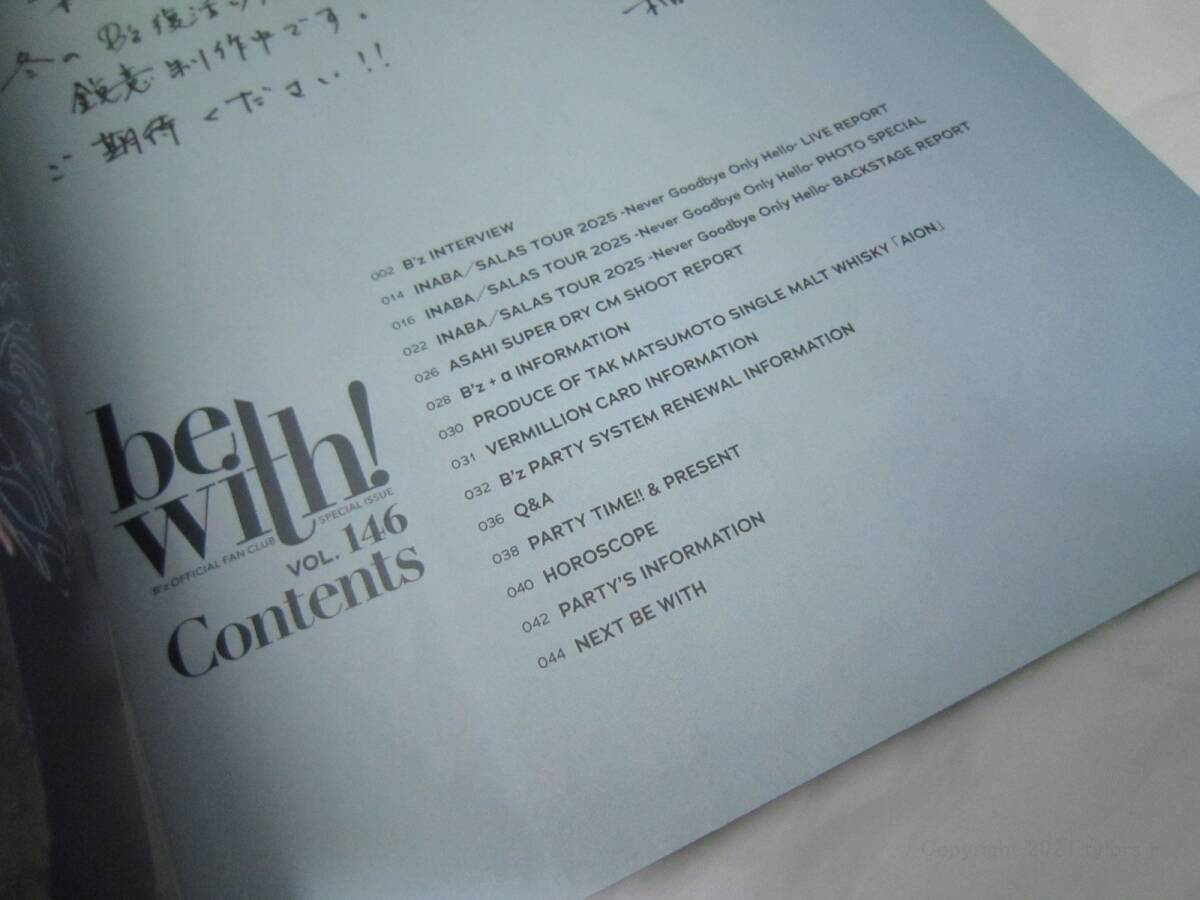 冬の B'z 復活ツ
鋭意制作中です。
ご期待ください!!
002 B'z INTERVIEW
014 INABA／SALAS TOUR 2025 -Never Goodbye Only Hello- LIVE REPORT
016 INABA／SALAS TOUR 2025 -Never Goodbye Only Hello- PHOTO SPECIAL
022 INABA／SALAS TOUR 2025 -Never Goodbye Only Hello- BACKSTAGE REPORT
026 ASAHI SUPER DRY CM SHOOT REPORT
028 B'z + α INFORMATION
030 PRODUCE OF TAK MATSUMOTO SINGLE MALT WHISKY「AION」
031 VERMILLION CARD INFORMATION
032 B'z PARTY SYSTEM RENEWAL INFORMATION
036 Q&A
038 PARTY TIME!! & PRESENT
040 HOROSCOPE
042 PARTY'S INFORMATION
044 NEXT BE WITH
be
with!
B'z OFFICIAL FAN CLUB SPECIAL ISSUE
VOL. 146
Contents